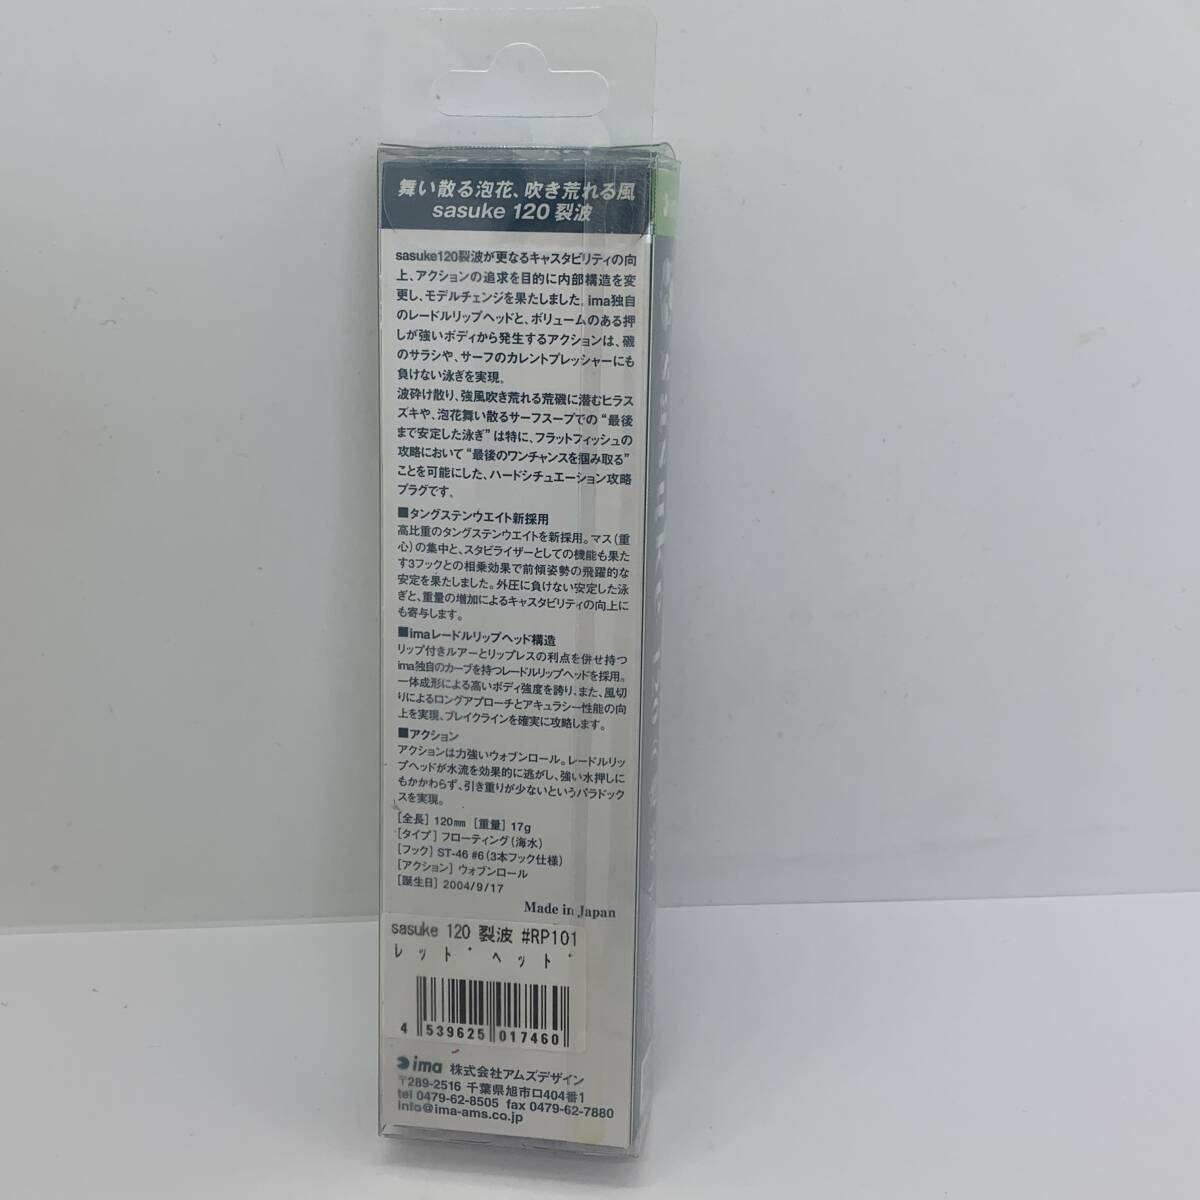 舞い散る泡花、吹き荒れる風
sasuke 120 裂波
sasuke120裂波が更なるキャスタビリティの向
上、アクションの追求を目的に内部構造を変
更し、モデルチェンジを果たしました。ima独自
のレードルリップヘッドと、ボリュームのある押
しが強いボディから発生するアクションは、磯
のサラシや、サーフのカレントプレッシャーにも
負けない泳ぎを実現。
波砕け散り、強風吹き荒れる荒磯に潜むヒラス
ズキや、泡花舞い散るサーフスープでの“最後
まで安定した泳ぎ”は特に、フラットフィッシュの
攻略において“最後のワンチャンスを掴み取る”
ことを可能にした、ハードシチュエーション攻略
プラグです。
■タングステンウエイト新採用
高比重のタングステンウエイトを新採用。マス(重
心)の集中と、スタビライザーとしての機能も果た
す3フックとの相乗効果で前傾姿勢の飛躍的な
安定を果たしました。外圧に負けない安定した泳
ぎと、重量の増加によるキャスタビリティの向上に
も寄与します。
■imaレードルリップヘッド構造
リップ付きルアーとリップレスの利点を併せ持つ
ima独自のカーブを持つレードルリップヘッドを採用。
一体成形による高いボディ強度を誇り、また、風切
りによるロングアプローチとアキュラシー性能の向
上を実現、ブレイクラインを確実に攻略します。
■アクション
アクションは力強いウォブンロール。レードルリッ
プヘッドが水流を効果的に逃がし、強い水押しに
もかかわらず、引き重りが少ないというパラドック
スを実現。
[全長] 120mm [重量] 17g
[タイプ] フローティング(海水)
[フック] ST-46 #6(3本フック仕様)
[アクション] ウォブンロール
[誕生日] 2004/9/17
Made in Japan
sasuke 120 裂波 #RP101
レット゛ヘット゛
4 539625 017460
ima 株式会社アムズデザイン
〒289-2516 千葉県旭市ロ404番1
tel 0479-62-8505 fax 0479-62-7880
info@ima-ams.co.jp